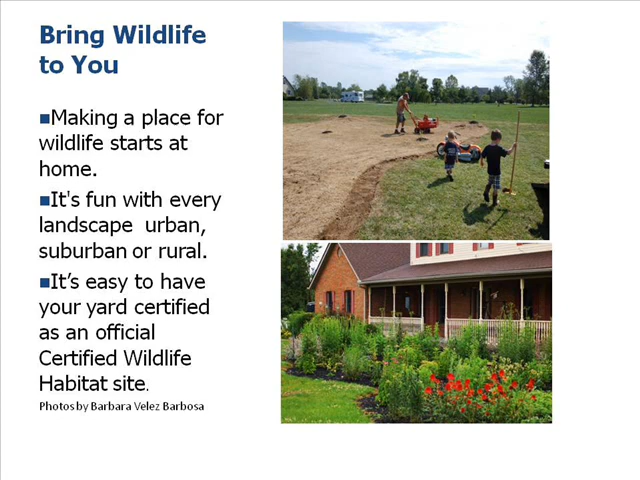 Bring Wildlife
to You
■Making a place for
wildlife starts at
home.
■It's fun with every
landscape  urban,
suburban or rural.
■It’s easy to have
your yard certified
as an official
Certified Wildlife
Habitat site.
Photos by Barbara Velez Barbosa